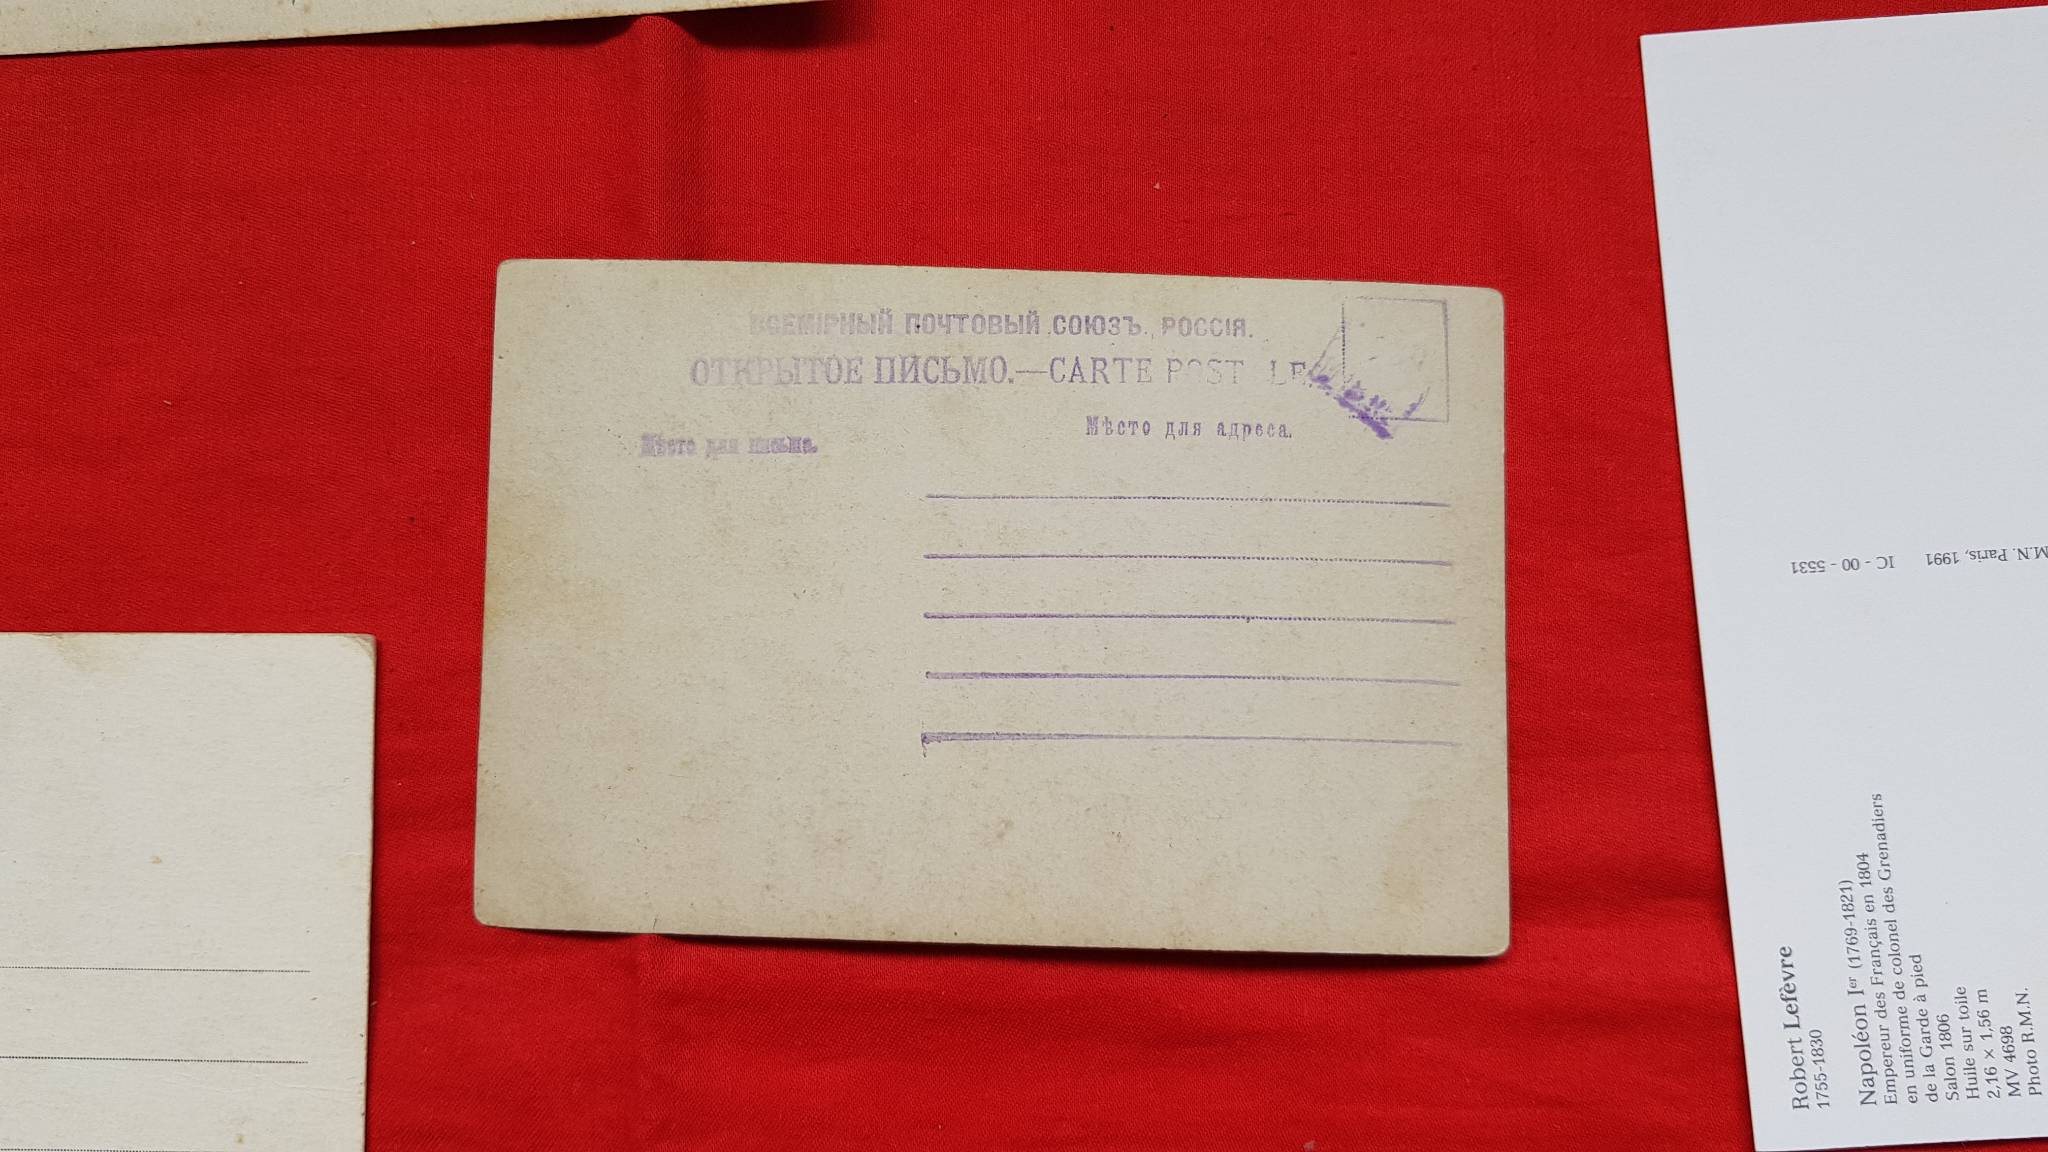 ВСЕМІРНЫЙ ПОЧТОВЫЙ СОЮЗЪ, РОССІЯ.
ОТКРЫТОЕ ПИСЬМО.—CARTE POST LE.
Мѣсто для письма.
Мѣсто для адреса.
M.N. Paris, 1991 IC - 00 - 5531
Robert Lefèvre
1755-1830
Napoléon Ier (1769-1821)
Empereur des Français en 1804
en uniforme de colonel des Grenadiers
de la Garde à pied
Salon 1806
Huile sur toile
2,16 × 1,56 m
MV 4698
Photo R.M.N.